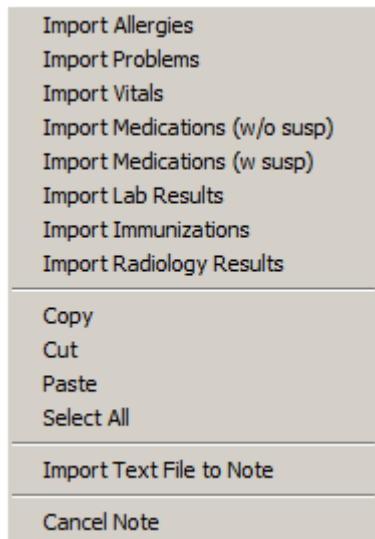 Import Allergies
Import Problems
Import Vitals
Import Medications (w/o susp)
Import Medications (w susp)
Import Lab Results
Import Immunizations
Import Radiology Results
Copy
Cut
Paste
Select All
Import Text File to Note
Cancel Note